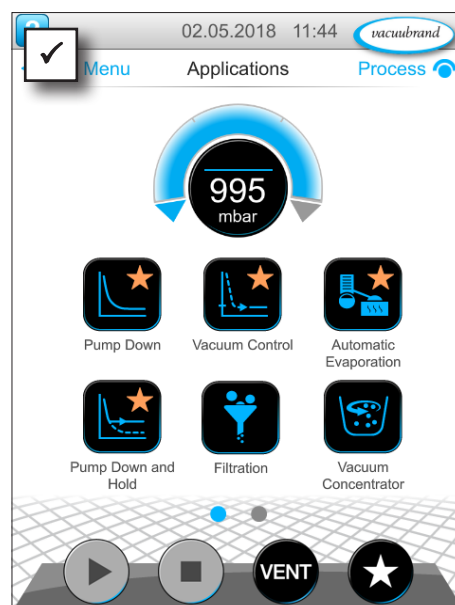 02.05.2018 11:44 vacuubrand
Menu Applications Process
995
mbar
Pump Down Vacuum Control Automatic Evaporation
Pump Down and Hold Filtration Vacuum Concentrator
VENT